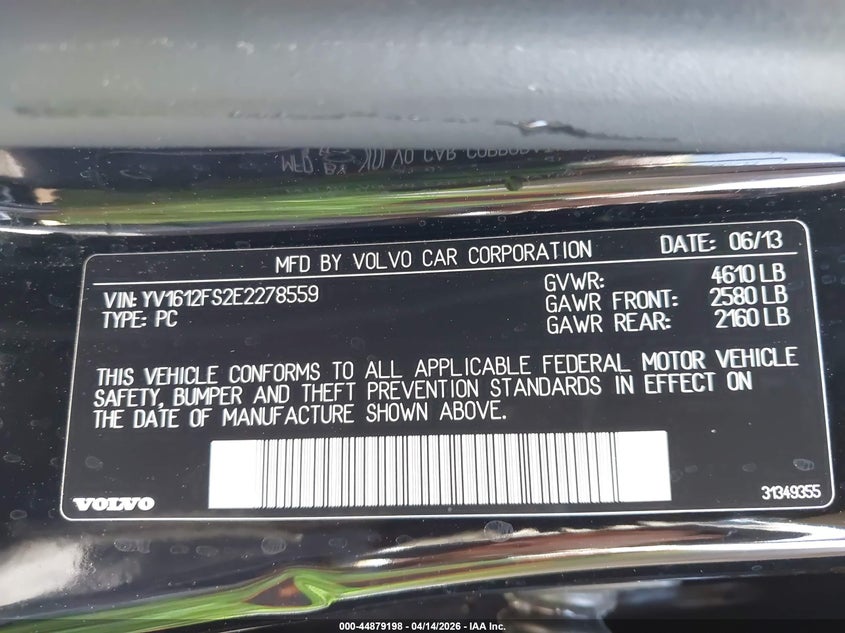 MFD BY VOLVO CAR CORPORATION DATE: 06/13
VIN: YV1612FS2E2278559 GVWR: 4610 LB
TYPE: PC GAWR FRONT: 2580 LB
GAWR REAR: 2160 LB
THIS VEHICLE CONFORMS TO ALL APPLICABLE FEDERAL MOTOR VEHICLE
SAFETY, BUMPER AND THEFT PREVENTION STANDARDS IN EFFECT ON
THE DATE OF MANUFACTURE SHOWN ABOVE.
VOLVO 31349355
000-44879198 - 04/14/2026 - IAA Inc.